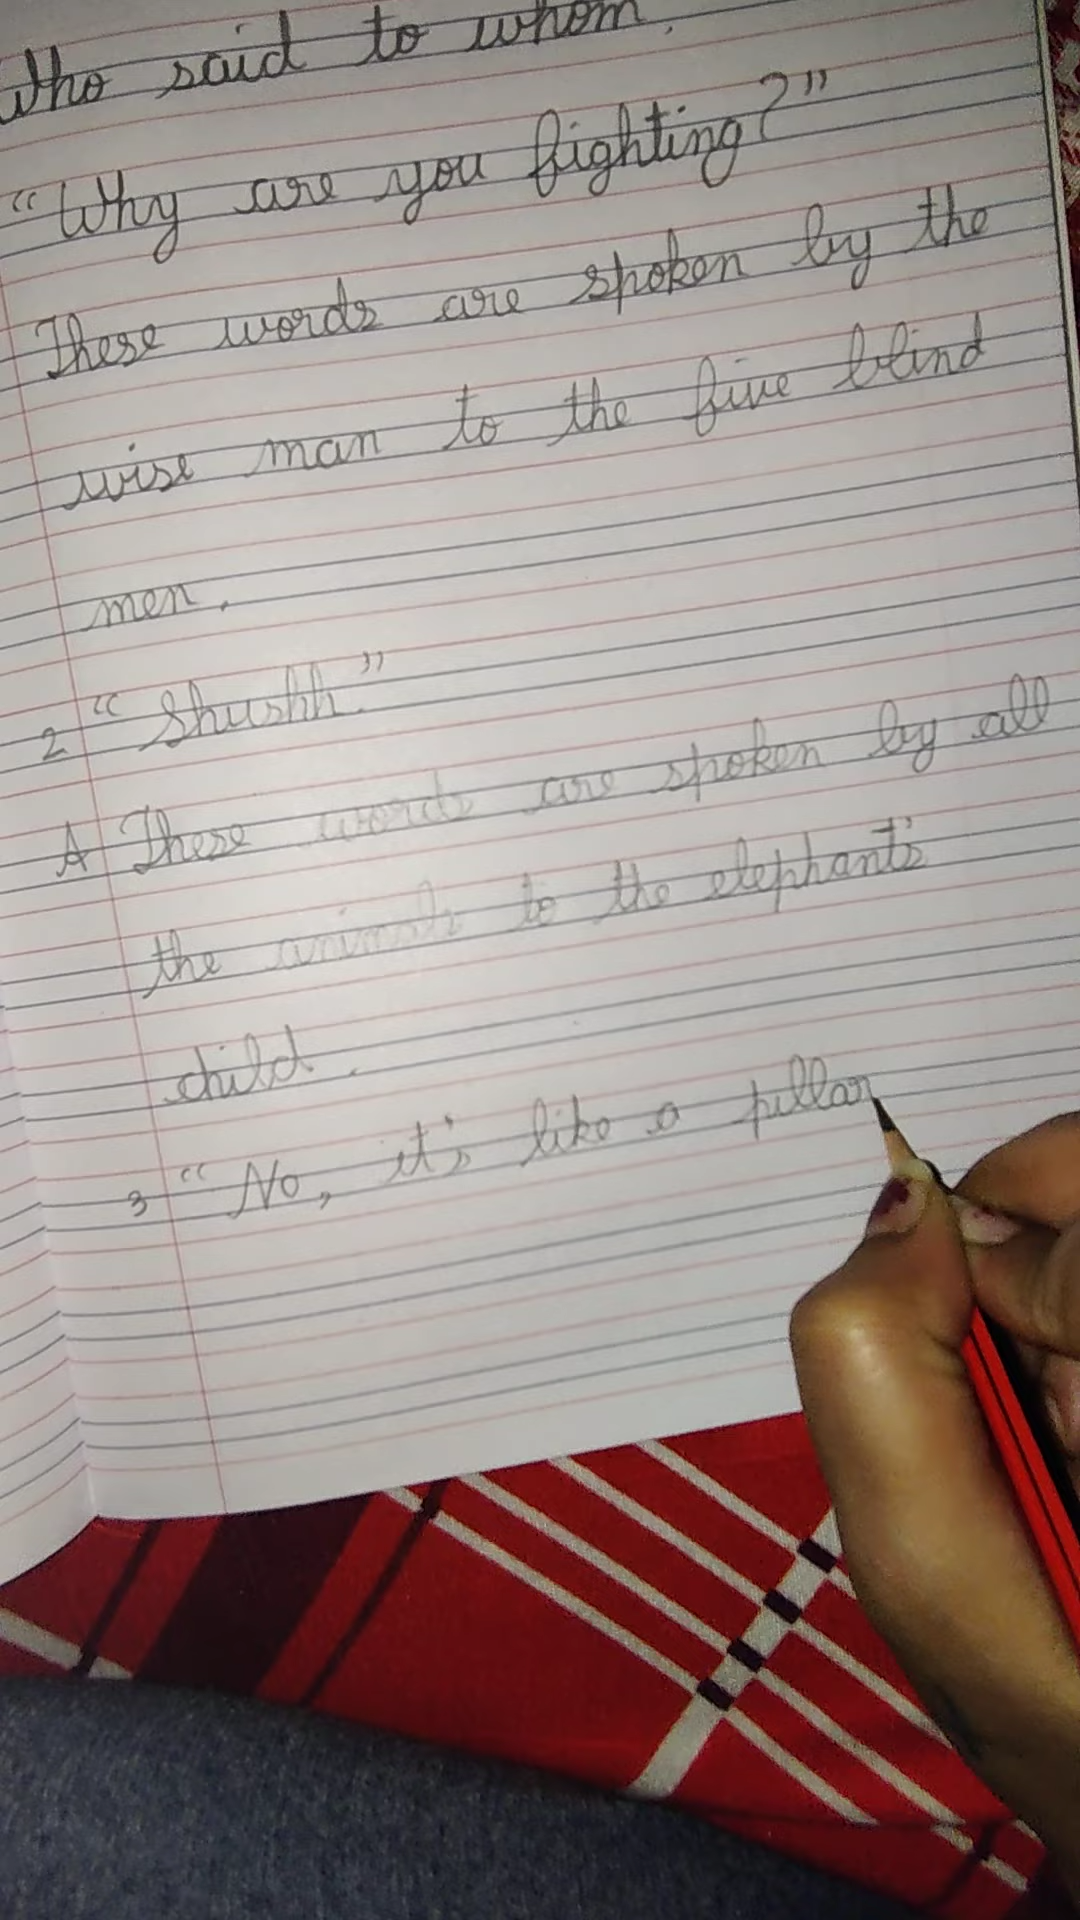 Who said to whom.
“Why are you fighting?”
These words are spoken by the
wise man to the five blind
men.
2 “Shushh.”
A These words are spoken by all
the animals to the elephant's
child.
3 “No, it's like a pillar